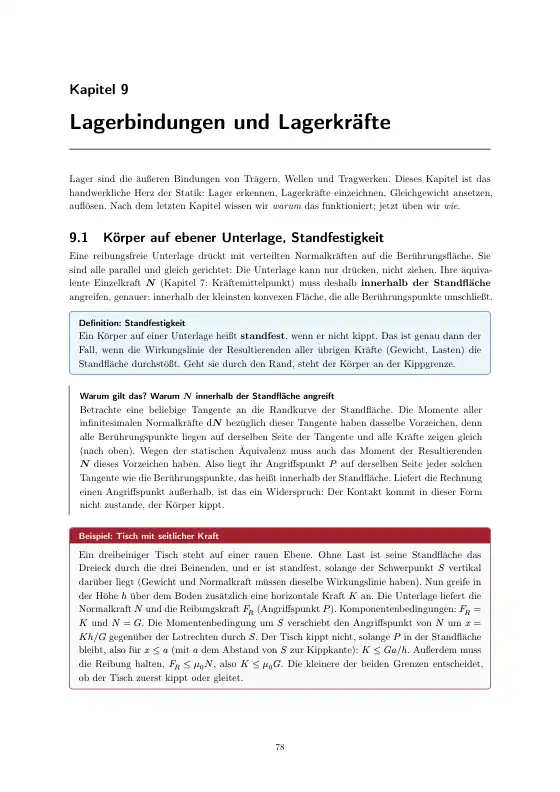 Kapitel 9
Lagerbindungen und Lagerkräfte
Lager sind die äußeren Bindungen von Trägern, Wellen und Tragwerken. Dieses Kapitel ist das
handwerkliche Herz der Statik: Lager erkennen, Lagerkräfte einzeichnen, Gleichgewicht ansetzen,
auflösen. Nach dem letzten Kapitel wissen wir warum das funktioniert; jetzt üben wir wie.
9.1 Körper auf ebener Unterlage, Standfestigkeit
Eine reibungsfreie Unterlage drückt mit verteilten Normalkräften auf die Berührungsfläche. Sie
sind alle parallel und gleich gerichtet: Die Unterlage kann nur drücken, nicht ziehen. Ihre äquiva-
lente Einzelkraft N (Kapitel 7: Kräftemittelpunkt) muss deshalb innerhalb der Standfläche
angreifen, genauer: innerhalb der kleinsten konvexen Fläche, die alle Berührungspunkte umschließt.
Definition: Standfestigkeit
Ein Körper auf einer Unterlage heißt standfest, wenn er nicht kippt. Das ist genau dann der
Fall, wenn die Wirkungslinie der Resultierenden aller übrigen Kräfte (Gewicht, Lasten) die
Standfläche durchstößt. Geht sie durch den Rand, steht der Körper an der Kippgrenze.
Warum gilt das? Warum N innerhalb der Standfläche angreift
Betrachte eine beliebige Tangente an die Randkurve der Standfläche. Die Momente aller
infinitesimalen Normalkräfte dN bezüglich dieser Tangente haben dasselbe Vorzeichen, denn
alle Berührungspunkte liegen auf derselben Seite der Tangente und alle Kräfte zeigen gleich
(nach oben). Wegen der statischen Äquivalenz muss auch das Moment der Resultierenden
N dieses Vorzeichen haben. Also liegt ihr Angriffspunkt P auf derselben Seite jeder solchen
Tangente wie die Berührungspunkte, das heißt innerhalb der Standfläche. Liefert die Rechnung
einen Angriffspunkt außerhalb, ist das ein Widerspruch: Der Kontakt kommt in dieser Form
nicht zustande, der Körper kippt.
Beispiel: Tisch mit seitlicher Kraft
Ein dreibeiniger Tisch steht auf einer rauen Ebene. Ohne Last ist seine Standfläche das
Dreieck durch die drei Beinenden, und er ist standfest, solange der Schwerpunkt S vertikal
darüber liegt (Gewicht und Normalkraft müssen dieselbe Wirkungslinie haben). Nun greife in
der Höhe h über dem Boden zusätzlich eine horizontale Kraft K an. Die Unterlage liefert die
Normalkraft N und die Reibungskraft F_R (Angriffspunkt P). Komponentenbedingungen: F_R =
K und N = G. Die Momentenbedingung um S verschiebt den Angriffspunkt von N um x =
Kh/G gegenüber der Lotrechten durch S. Der Tisch kippt nicht, solange P in der Standfläche
bleibt, also für x ≤ a (mit a dem Abstand von S zur Kippkante): K ≤ Ga/h. Außerdem muss
die Reibung halten, F_R ≤ μ₀N, also K ≤ μ₀G. Die kleinere der beiden Grenzen entscheidet,
ob der Tisch zuerst kippt oder gleitet.
78